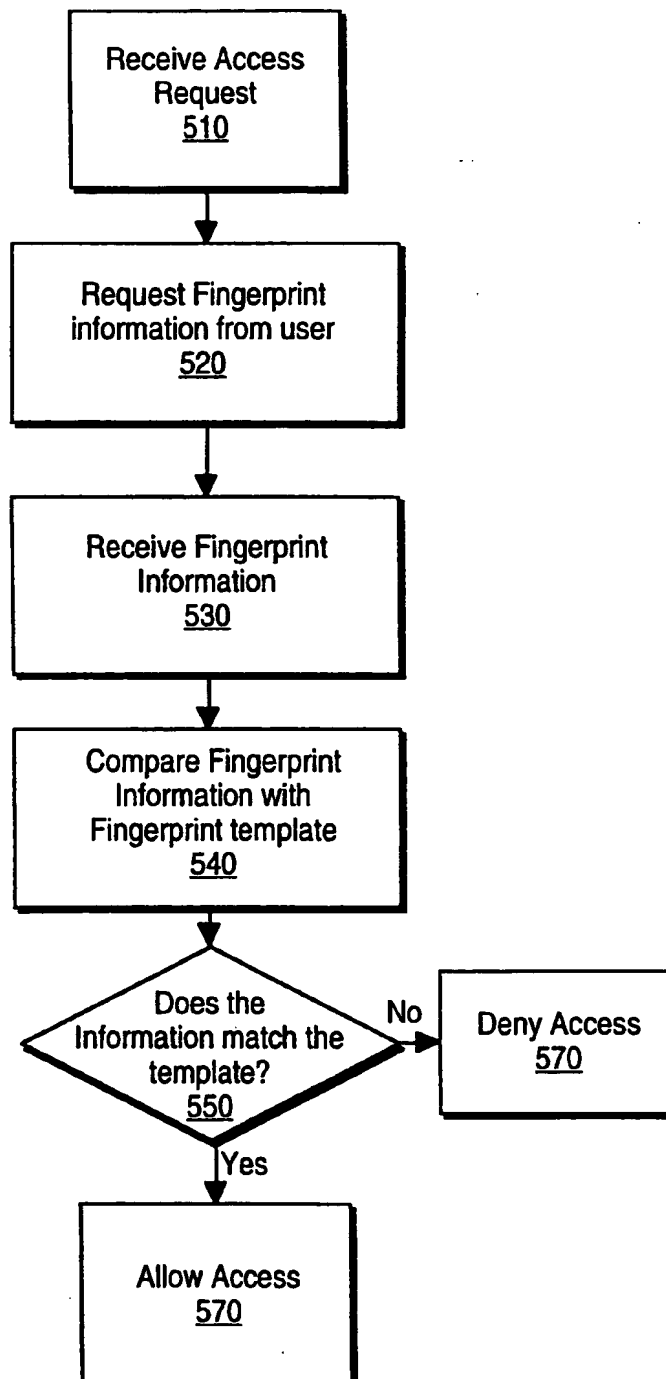 Receive Access
Request
510
Request Fingerprint
information from user
520
Receive Fingerprint
Information
530
Compare Fingerprint
Information with
Fingerprint template
540
Does the
Information match the
template?
550
No
Deny Access
570
Yes
Allow Access
570